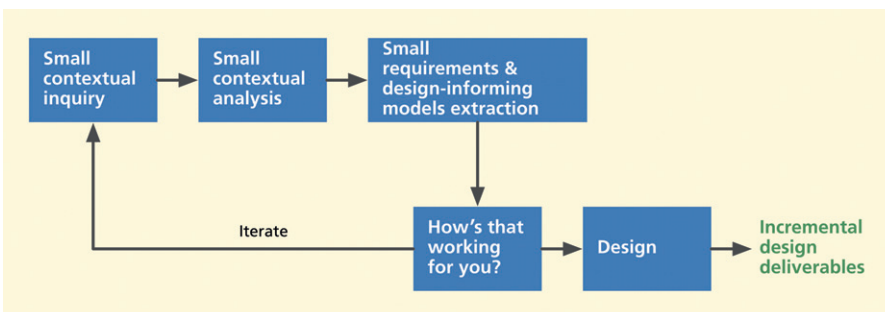 Small
contextual
inquiry
Small
contextual
analysis
Small
requirements &
design-informing
models extraction
Iterate
How's that
working
for you?
Design
Incremental
design
deliverables